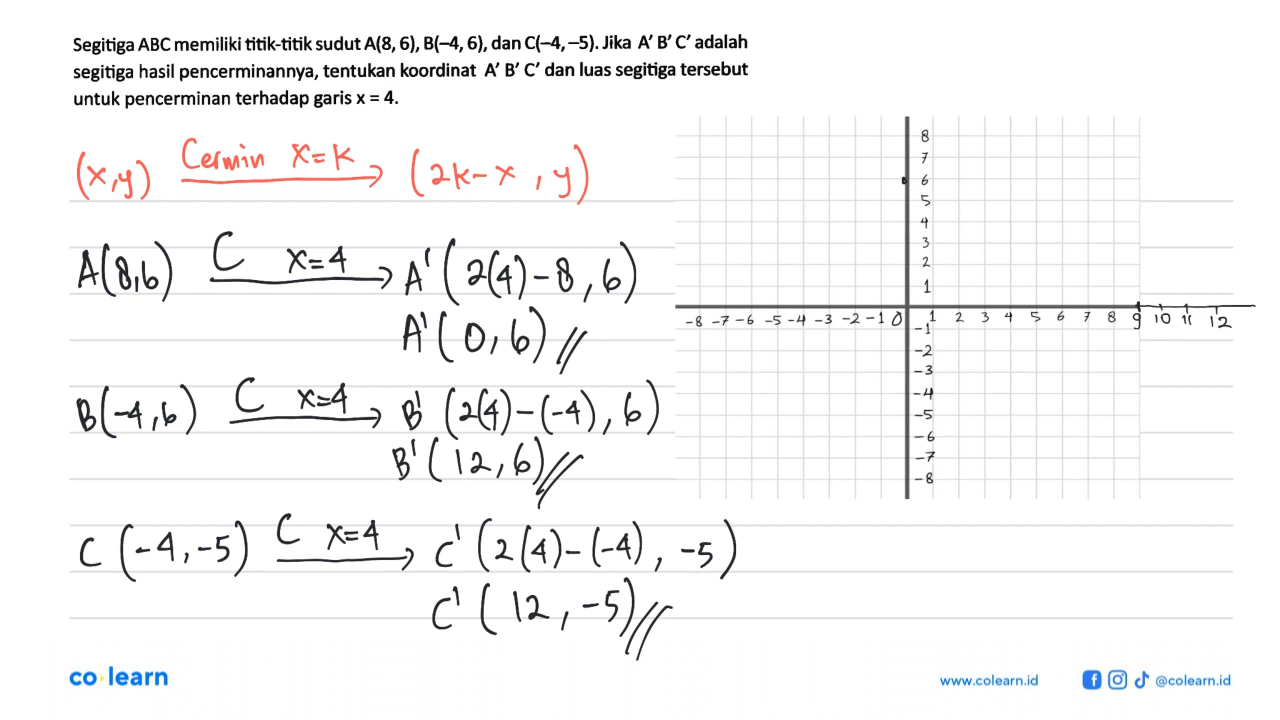 Segitiga ABC memiliki titik-titik sudut A(8, 6), B(–4, 6), dan C(–4, –5). Jika A′ B′ C′ adalah
segitiga hasil pencerminannya, tentukan koordinat A′ B′ C′ dan luas segitiga tersebut
untuk pencerminan terhadap garis x = 4.
(x,y) Cermin x=k → (2k-x , y)
A(8,6) C x=4 → A' (2(4)-8, 6)
A' (0, 6) //
B(-4,6) C x=4 → B' (2(4)-(-4), 6)
B' (12, 6) //
C (-4,-5) C x=4 → C' (2(4)-(-4), -5)
C' (12, -5) //
8
7
6
5
4
3
2
1
-8 -7 -6 -5 -4 -3 -2 -1 0 1 2 3 4 5 6 7 8 9 10 11 12
-1
-2
-3
-4
-5
-6
-7
-8
co·learn
www.colearn.id
@colearn.id